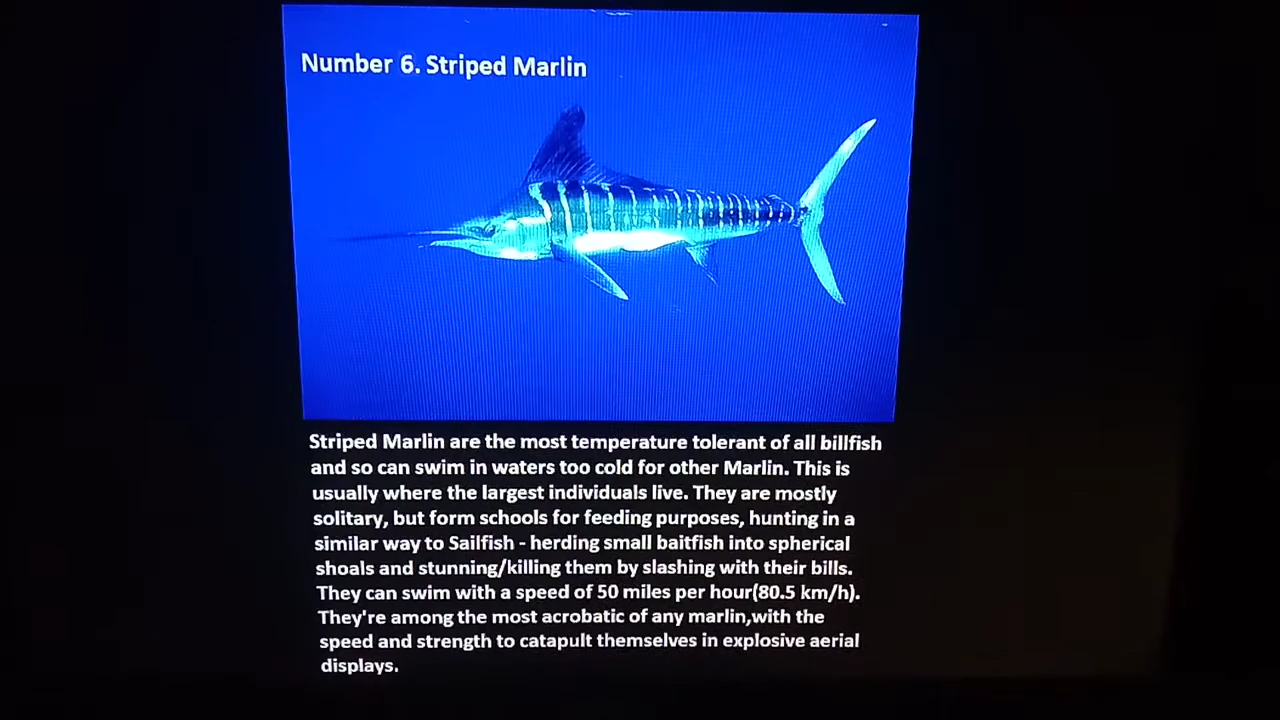 Number 6. Striped Marlin
Striped Marlin are the most temperature tolerant of all billfish
and so can swim in waters too cold for other Marlin. This is
usually where the largest individuals live. They are mostly
solitary, but form schools for feeding purposes, hunting in a
similar way to Sailfish - herding small baitfish into spherical
shoals and stunning/killing them by slashing with their bills.
They can swim with a speed of 50 miles per hour(80.5 km/h).
They're among the most acrobatic of any marlin,with the
speed and strength to catapult themselves in explosive aerial
displays.